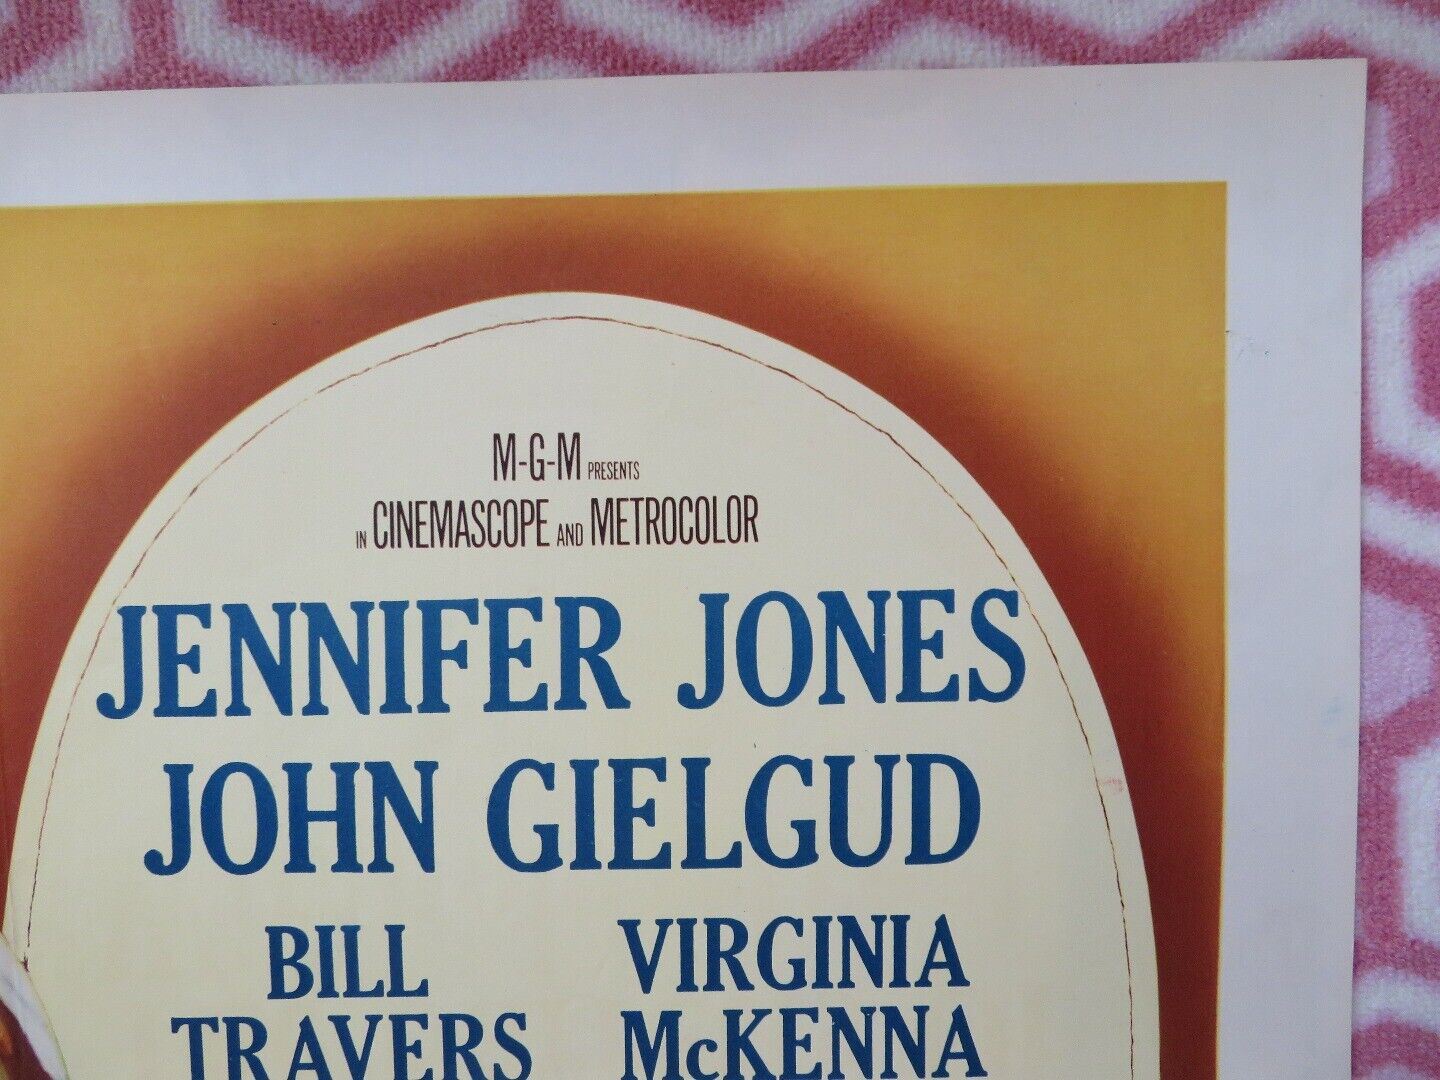 M-G-M PRESENTS
IN CINEMASCOPE AND METROCOLOR
JENNIFER JONES
JOHN GIELGUD
BILL TRAVERS
VIRGINIA McKENNA